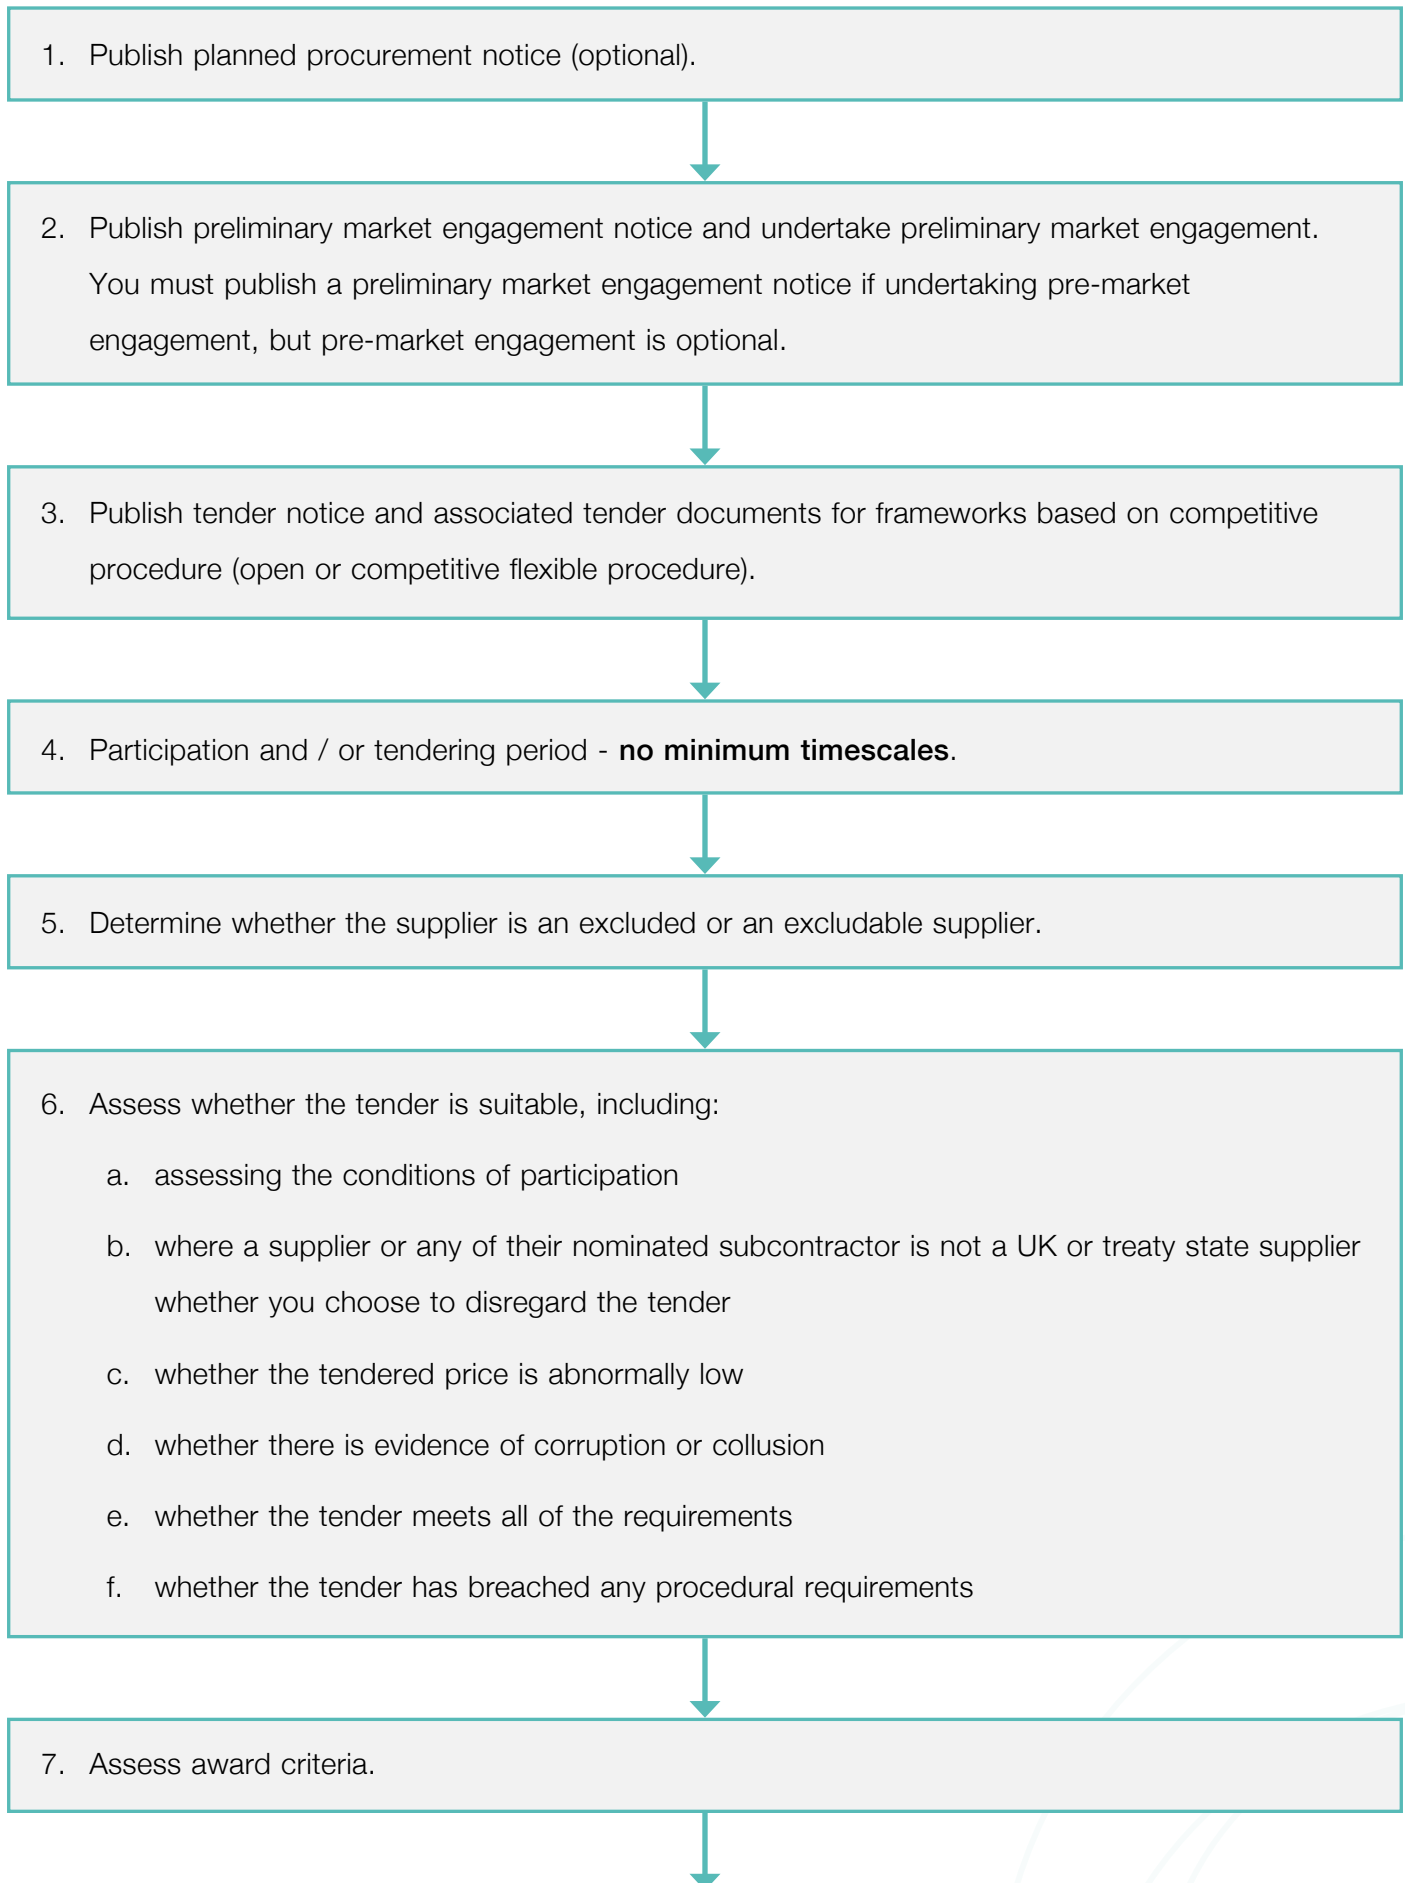 1. Publish planned procurement notice (optional).
2. Publish preliminary market engagement notice and undertake preliminary market engagement.
You must publish a preliminary market engagement notice if undertaking pre-market
engagement, but pre-market engagement is optional.
3. Publish tender notice and associated tender documents for frameworks based on competitive
procedure (open or competitive flexible procedure).
4. Participation and / or tendering period - no minimum timescales.
5. Determine whether the supplier is an excluded or an excludable supplier.
6. Assess whether the tender is suitable, including:
a. assessing the conditions of participation
b. where a supplier or any of their nominated subcontractor is not a UK or treaty state supplier
whether you choose to disregard the tender
c. whether the tendered price is abnormally low
d. whether there is evidence of corruption or collusion
e. whether the tender meets all of the requirements
f. whether the tender has breached any procedural requirements
7. Assess award criteria.